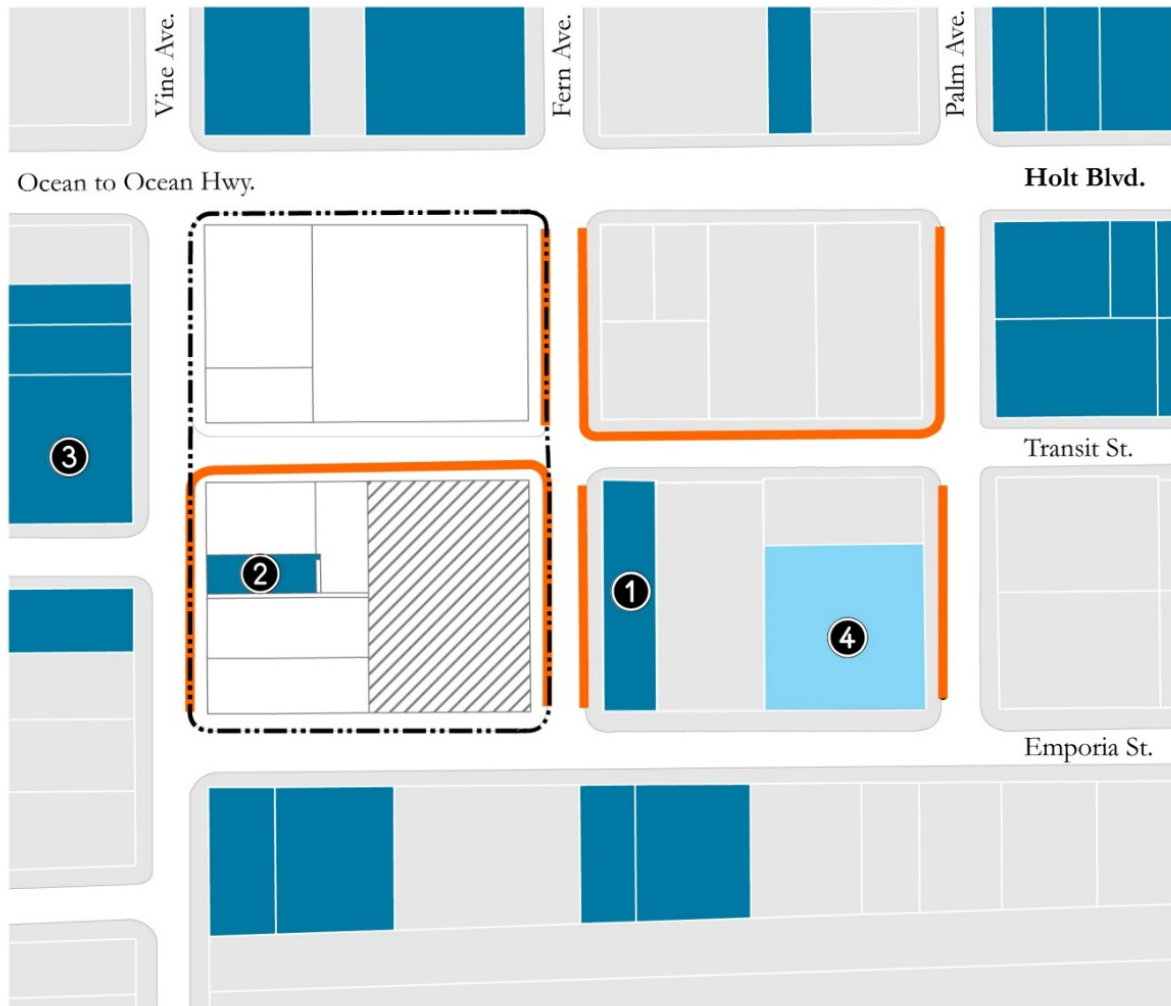 Vine Ave.
Fern Ave.
Palm Ave.
Ocean to Ocean Hwy.
Holt Blvd.
Transit St.
3
2
1
4
Emporia St.